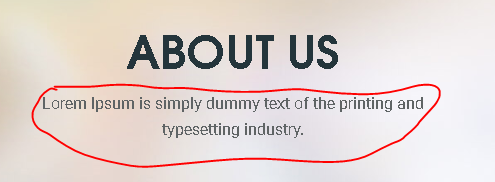 ABOUT US
Lorem Ipsum is simply dummy text of the printing and
typesetting industry.